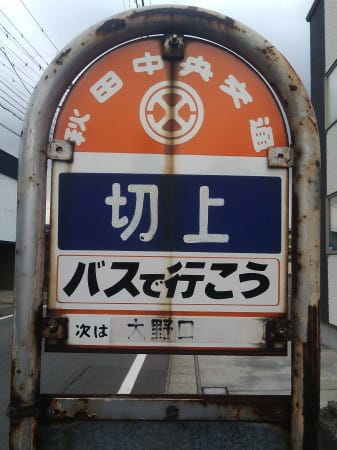 秋田中央交通
切上
バスで行こう
次は 大野口